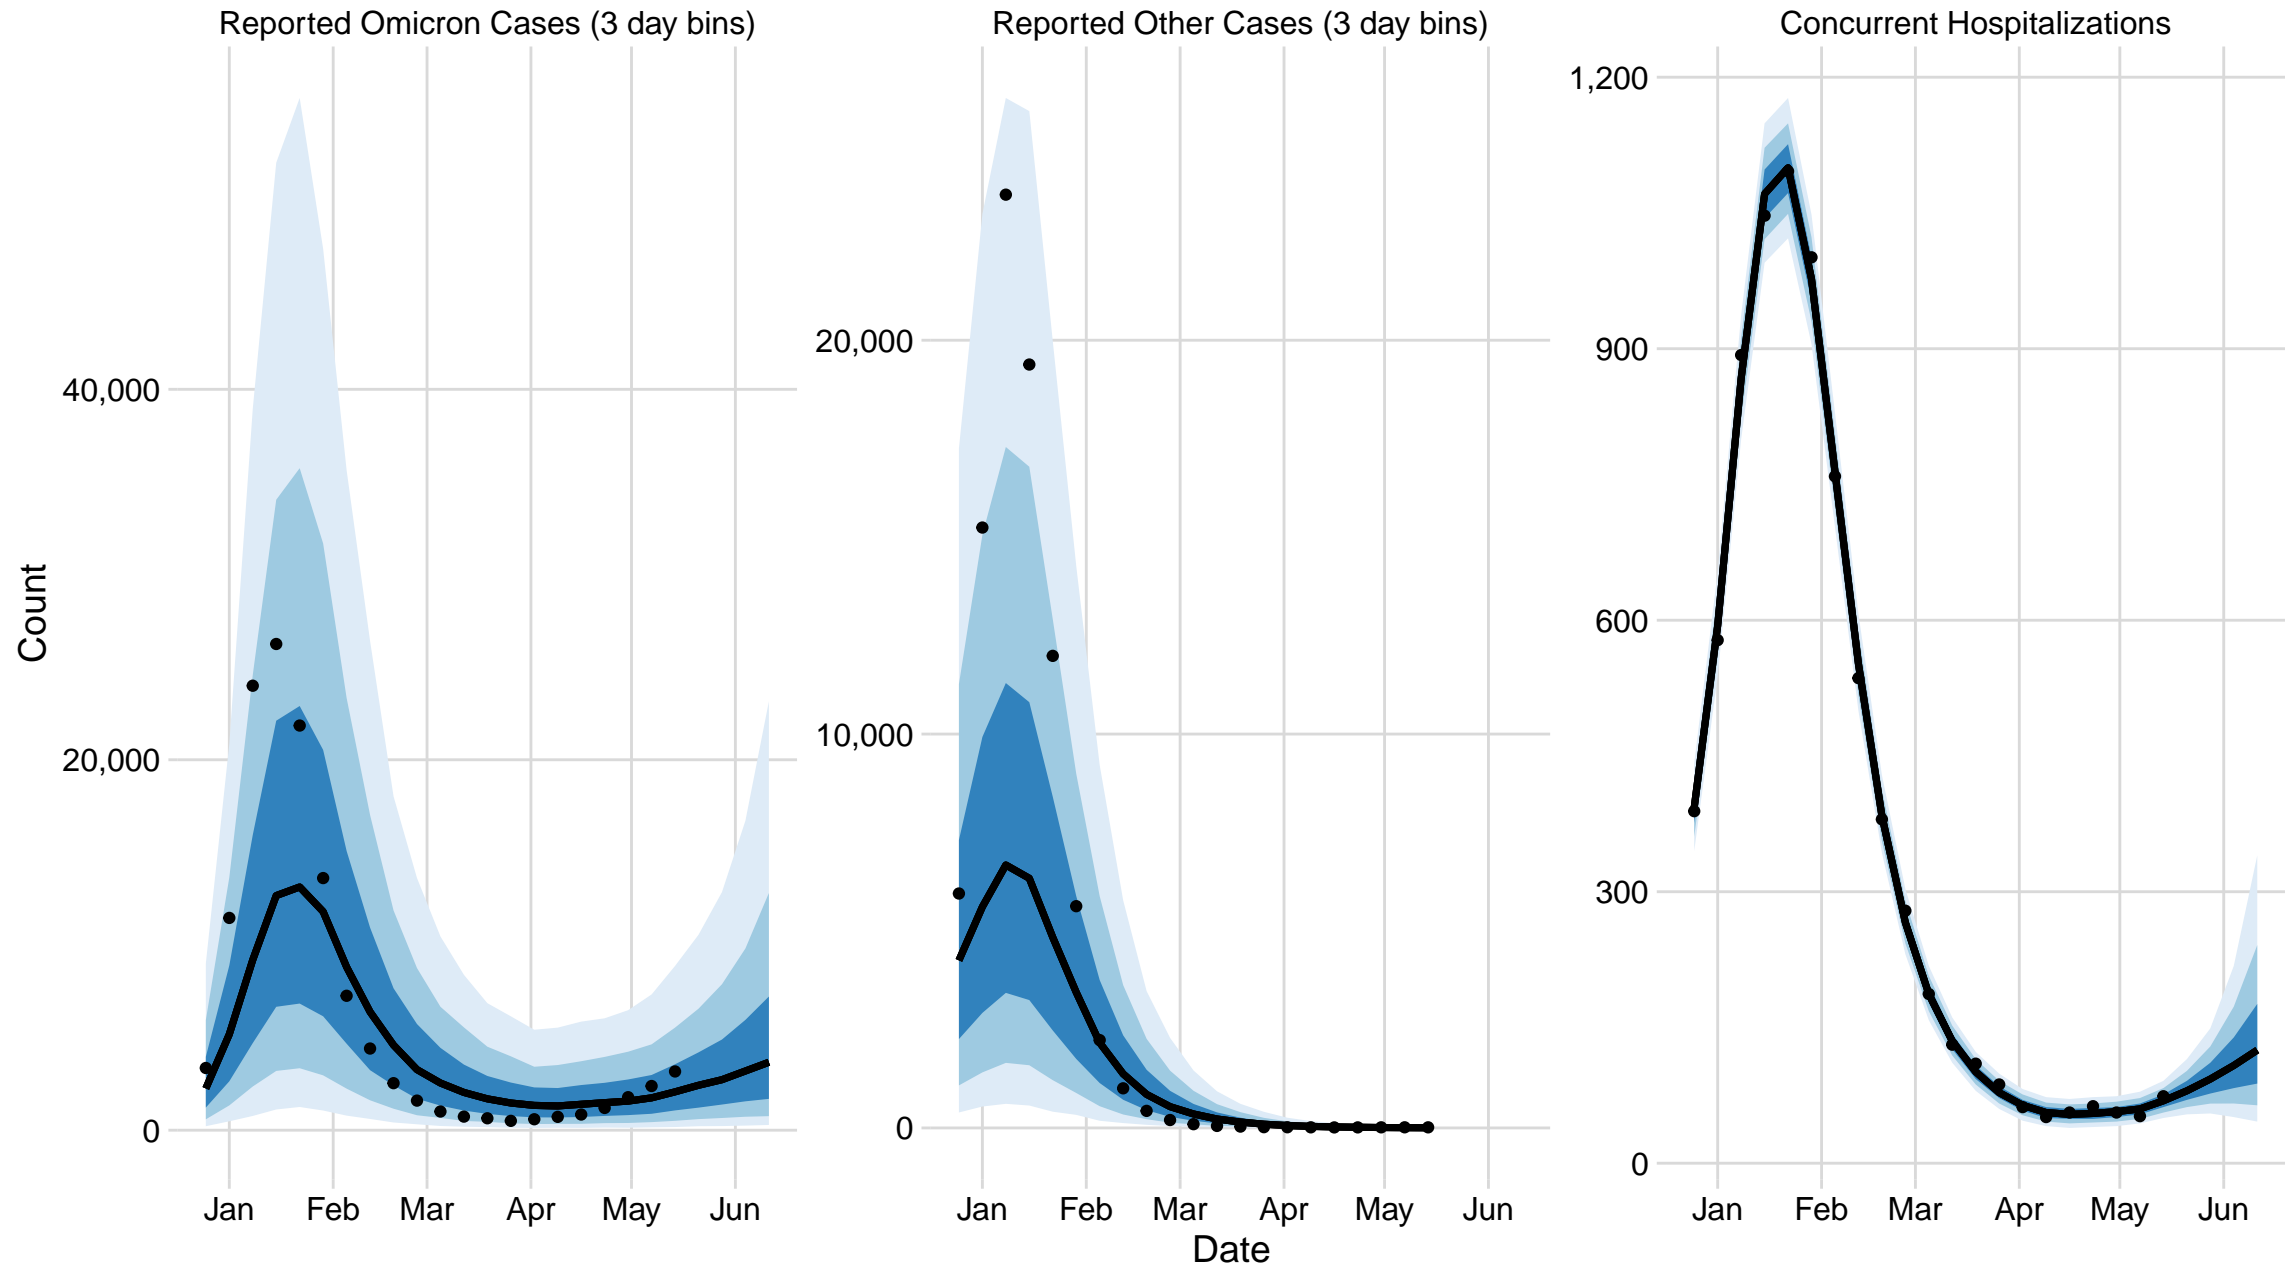 Reported Omicron Cases (3 day bins)
Reported Other Cases (3 day bins)
Concurrent Hospitalizations
Count
40,000
20,000
0
20,000
10,000
0
1,200
900
600
300
0
Jan Feb Mar Apr May Jun
Jan Feb Mar Apr May Jun
Jan Feb Mar Apr May Jun
Date